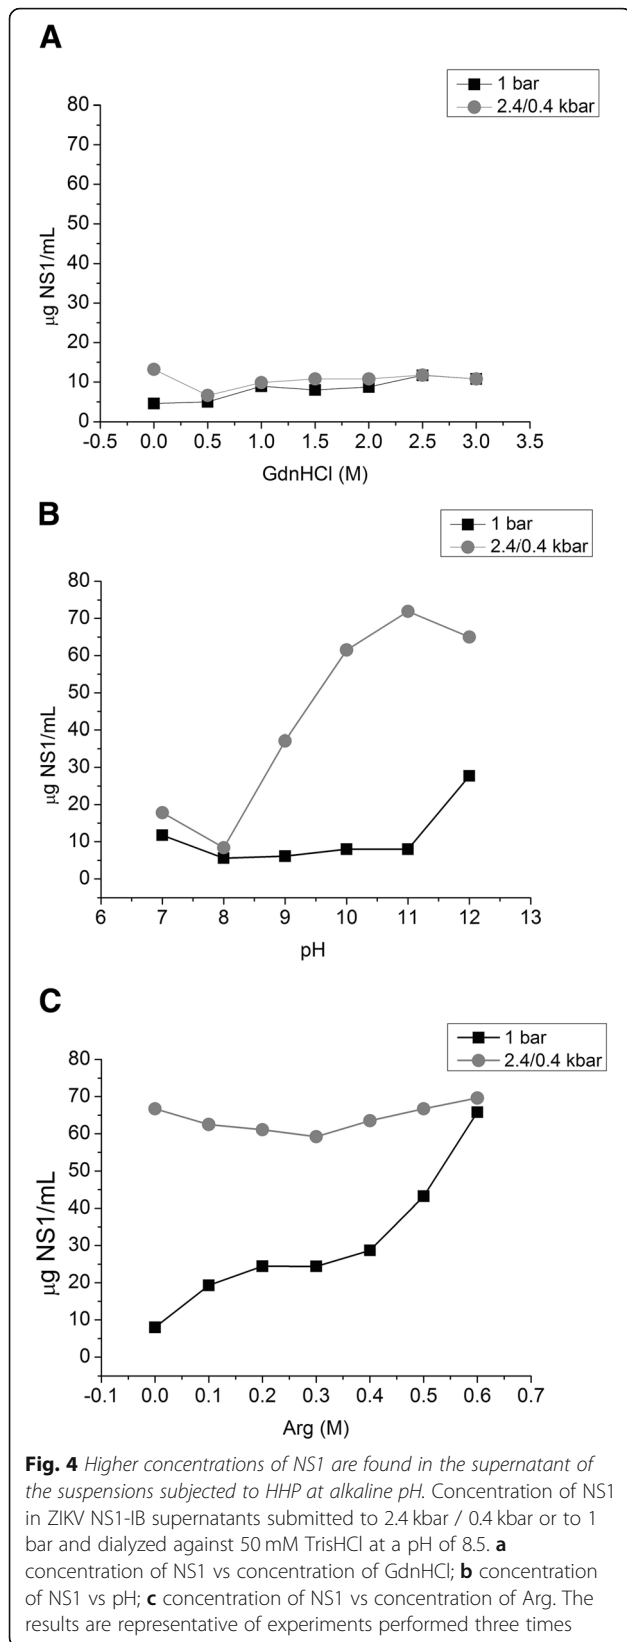 A
1 bar
2.4/0.4 kbar
80
70
60
50
40
30
20
10
0
µg NS1/mL
-0.5 0.0 0.5 1.0 1.5 2.0 2.5 3.0 3.5
GdnHCl (M)
B
1 bar
2.4/0.4 kbar
80
70
60
50
40
30
20
10
0
µg NS1/mL
6 7 8 9 10 11 12 13
pH
C
1 bar
2.4/0.4 kbar
80
70
60
50
40
30
20
10
0
µg NS1/mL
-0.1 0.0 0.1 0.2 0.3 0.4 0.5 0.6 0.7
Arg (M)
Fig. 4 Higher concentrations of NS1 are found in the supernatant of
the suspensions subjected to HHP at alkaline pH. Concentration of NS1
in ZIKV NS1-IB supernatants submitted to 2.4 kbar / 0.4 kbar or to 1
bar and dialyzed against 50 mM TrisHCl at a pH of 8.5. a
concentration of NS1 vs concentration of GdnHCl; b concentration
of NS1 vs pH; c concentration of NS1 vs concentration of Arg. The
results are representative of experiments performed three times